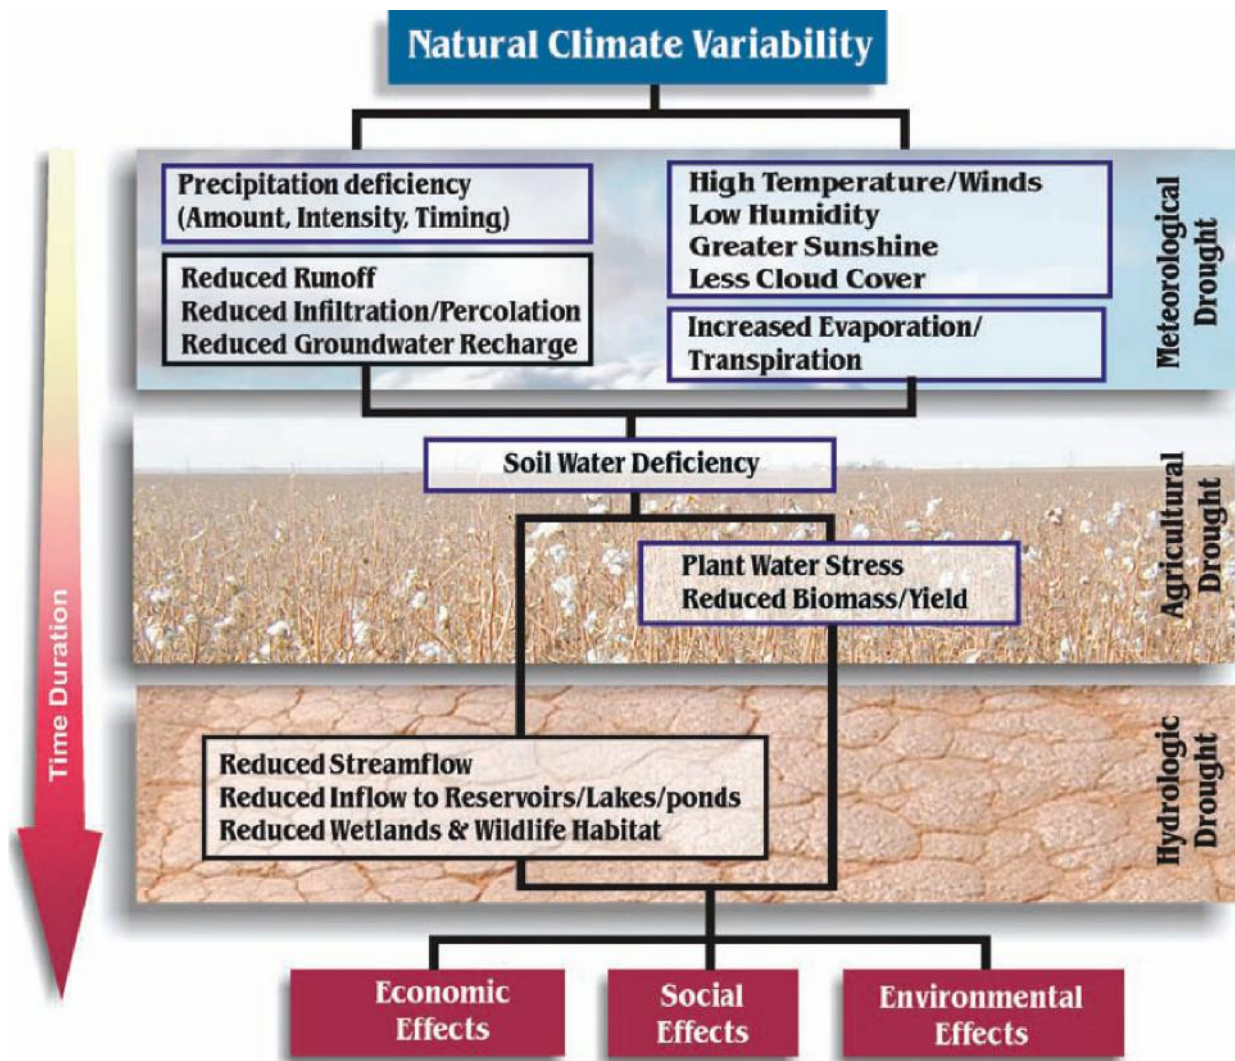 Natural Climate Variability
Precipitation deficiency
(Amount, Intensity, Timing)
Reduced Runoff
Reduced Infiltration/Percolation
Reduced Groundwater Recharge
High Temperature/Winds
Low Humidity
Greater Sunshine
Less Cloud Cover
Increased Evaporation/
Transpiration
Meteorological
Drought
Soil Water Deficiency
Plant Water Stress
Reduced Biomass/Yield
Agricultural
Drought
Time Duration
Reduced Streamflow
Reduced Inflow to Reservoirs/Lakes/ponds
Reduced Wetlands & Wildlife Habitat
Hydrologic
Drought
Economic
Effects
Social
Effects
Environmental
Effects